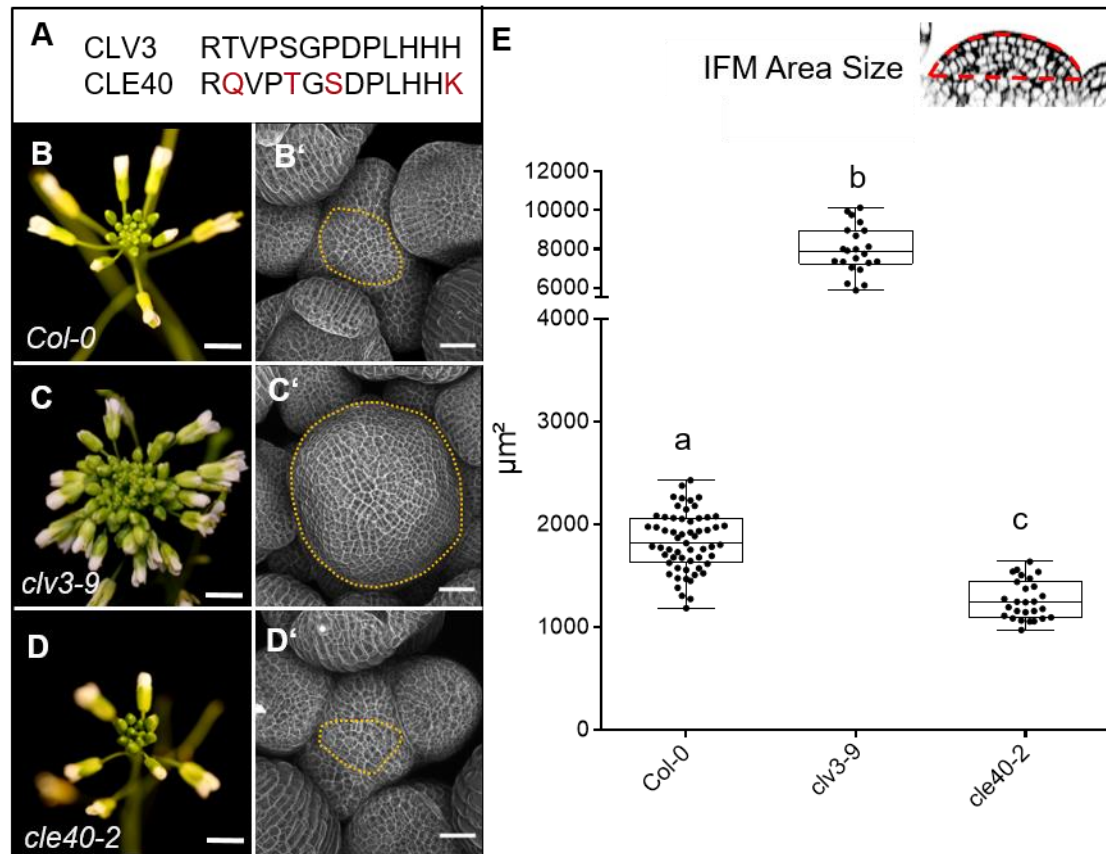 A
CLV3 RTVPSGPDPLHHH
CLE40 RQVPTGSDPLHHK
B
Col-0
B‘
C
clv3-9
C‘
D
cle40-2
D‘
E
IFM Area Size
µm²
12000
10000
8000
6000
4000
3000
2000
1000
0
a
b
c
Col-0
clv3-9
cle40-2